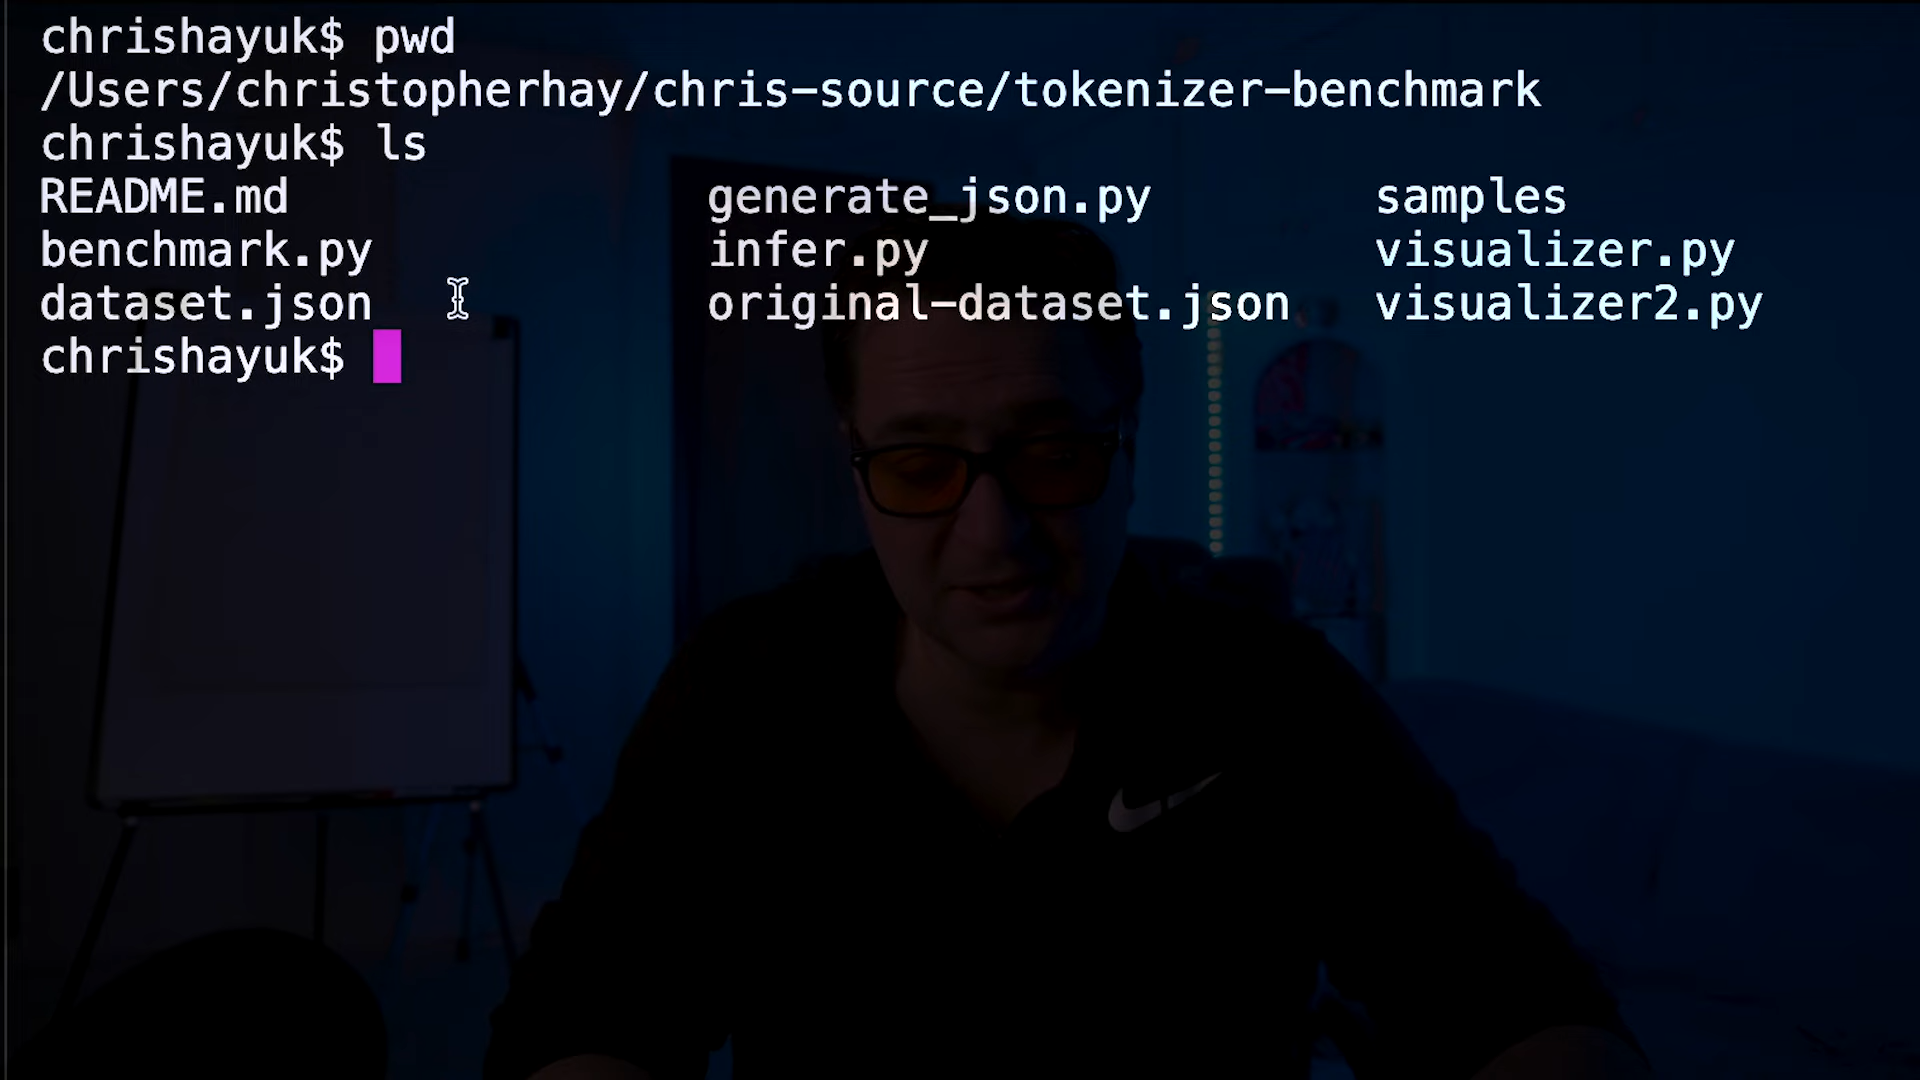 chrishayuk$ pwd
/Users/christopherhay/chris-source/tokenizer-benchmark
chrishayuk$ ls
README.md generate_json.py samples
benchmark.py infer.py visualizer.py
dataset.json original-dataset.json visualizer2.py
chrishayuk$